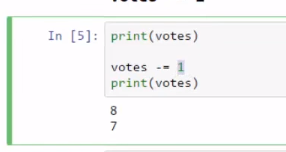 In [5]: print(votes)
votes -= 1
print(votes)
8
7